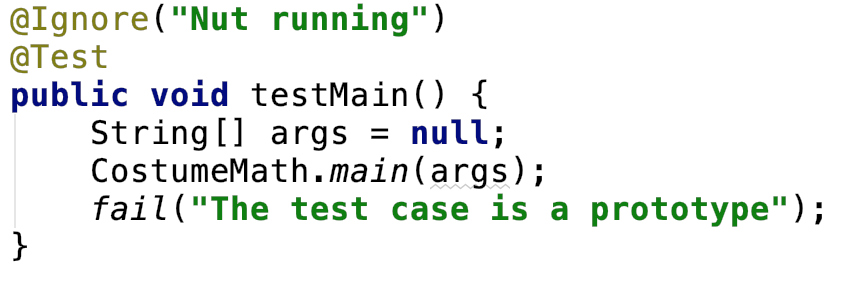 @Ignore("Nut running")
@Test
public void testMain() {
String[] args = null;
CostumeMath.main(args);
fail("The test case is a prototype");
}